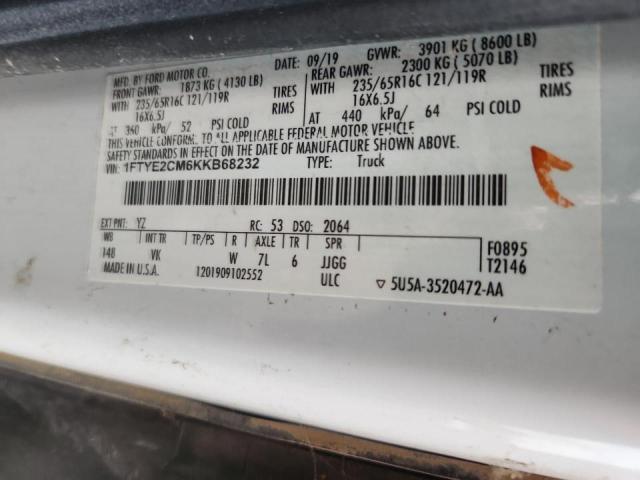 MFD. BY FORD MOTOR CO.
DATE: 09/19 GVWR: 3901 KG ( 8600 LB)
FRONT GAWR: 1873 KG ( 4130 LB) REAR GAWR: 2300 KG ( 5070 LB)
WITH 235/65R16C 121/119R TIRES WITH 235/65R16C 121/119R TIRES
16X6.5J RIMS 16X6.5J RIMS
AT 360 kPa/ 52 PSI COLD AT 440 kPa/ 64 PSI COLD
THIS VEHICLE CONFORMS TO ALL APPLICABLE FEDERAL MOTOR VEHICLE
SAFETY STANDARDS IN EFFECT ON THE DATE OF MANUFACTURE SHOWN ABOVE.
VIN: 1FTYE2CM6KKB68232 TYPE: Truck
EXT PNT: YZ RC: 53 DSO: 2064
WB INT TR TP/PS R AXLE TR SPR
148 VK W 7L 6 JJGG
F0895
T2146
MADE IN U.S.A. 1201909102552 ULC ▽ 5U5A-3520472-AA